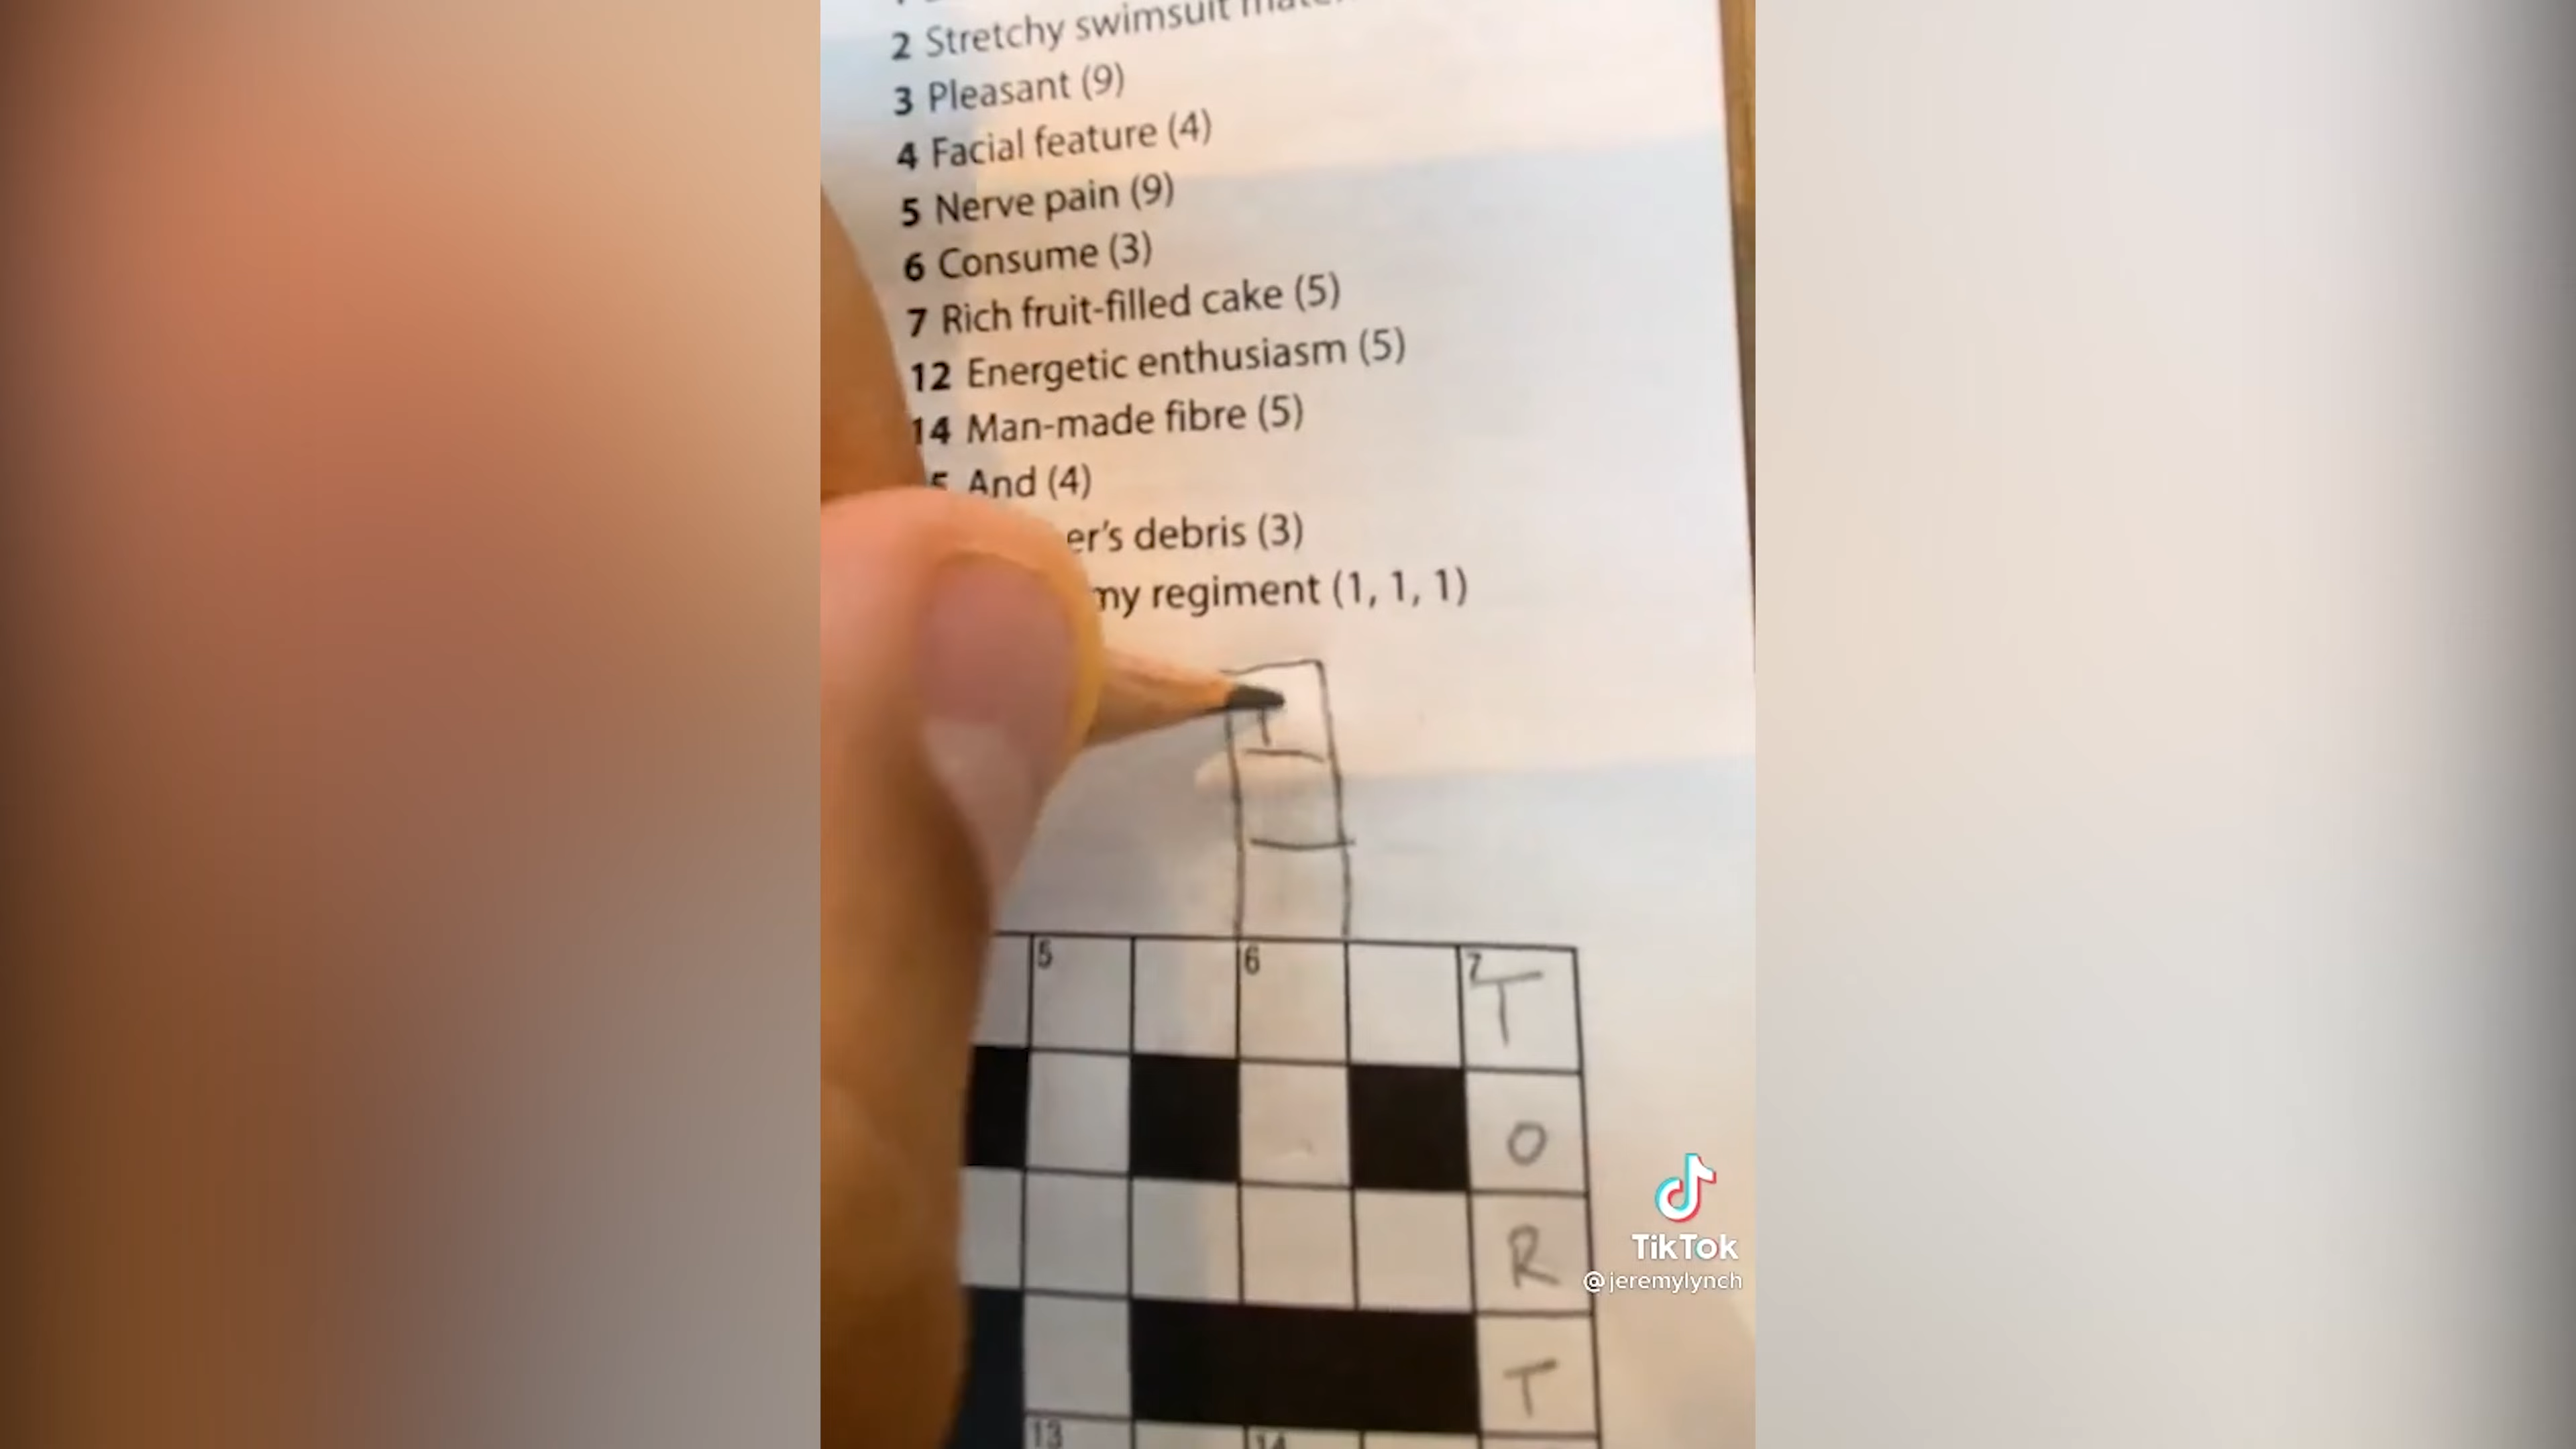 2 Stretchy swimsuit
3 Pleasant (9)
4 Facial feature (4)
5 Nerve pain (9)
6 Consume (3)
7 Rich fruit-filled cake (5)
12 Energetic enthusiasm (5)
14 Man-made fibre (5)
And (4)
debris (3)
regiment (1, 1, 1)
T
5 6 7 T
O
R
T
13 14
TikTok
@jeremylynch